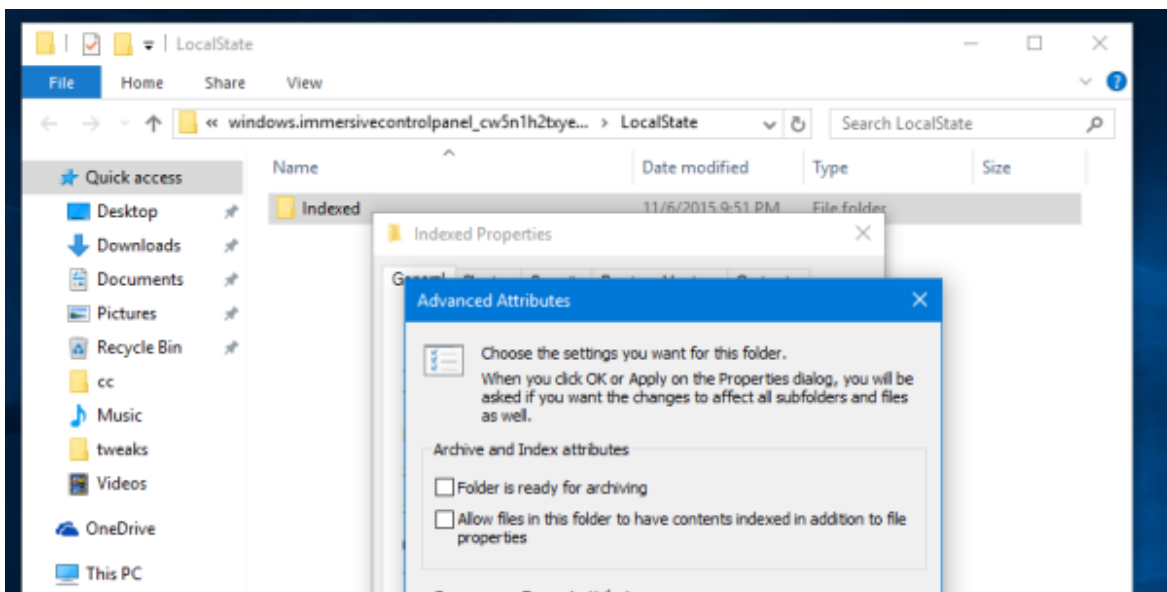 LocalState
File Home Share View
« windows.immersivecontrolpanel_cw5n1h2txye... > LocalState Search LocalState
Name Date modified Type Size
Quick access
Desktop
Downloads
Documents
Pictures
Recycle Bin
cc
Music
tweaks
Videos
OneDrive
This PC
Indexed 11/6/2015 9:51 PM File folder
Indexed Properties
General
Advanced Attributes
Choose the settings you want for this folder.
When you click OK or Apply on the Properties dialog, you will be
asked if you want the changes to affect all subfolders and files
as well.
Archive and Index attributes
Folder is ready for archiving
Allow files in this folder to have contents indexed in addition to file
properties